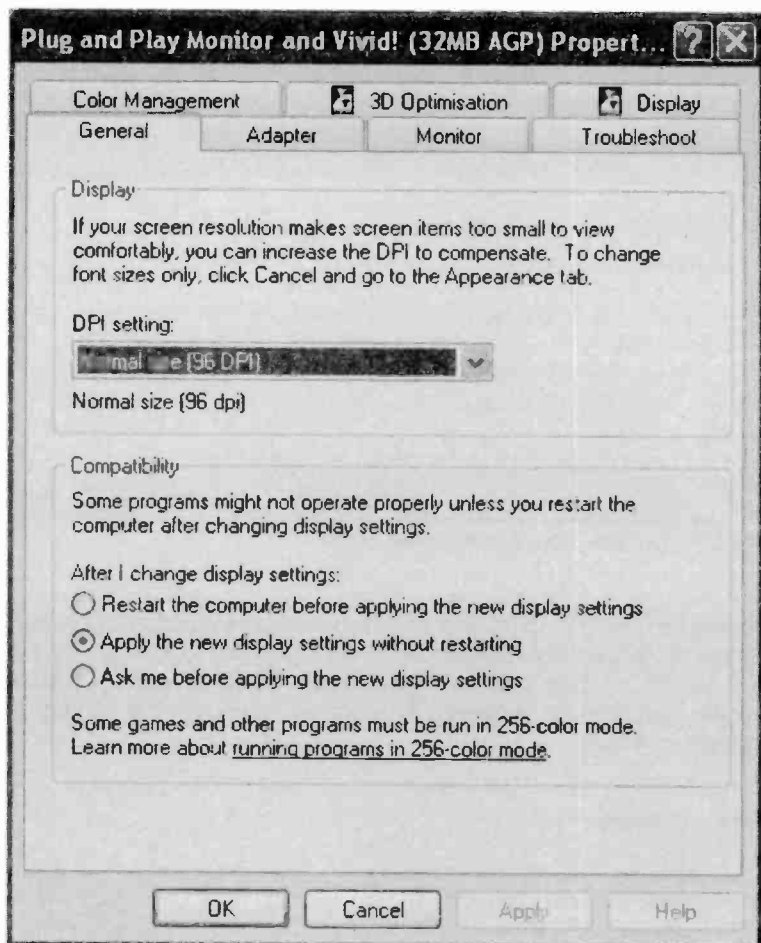 Plug and Play Monitor and Vivid! (32MB AGP) Propert... ?
Color Management 3D Optimisation Display
General Adapter Monitor Troubleshoot
Display
If your screen resolution makes screen items too small to view
comfortably, you can increase the DPI to compensate. To change
font sizes only, click Cancel and go to the Appearance tab.
DPI setting:
(96 DPI)
Normal size (96 dpi)
Compatibility
Some programs might not operate properly unless you restart the
computer after changing display settings.
After I change display settings:
Restart the computer before applying the new display settings
Apply the new display settings without restarting
Ask me before applying the new display settings
Some games and other programs must be run in 256-color mode.
Learn more about running programs in 256-color mode.
OK Cancel Apply Help